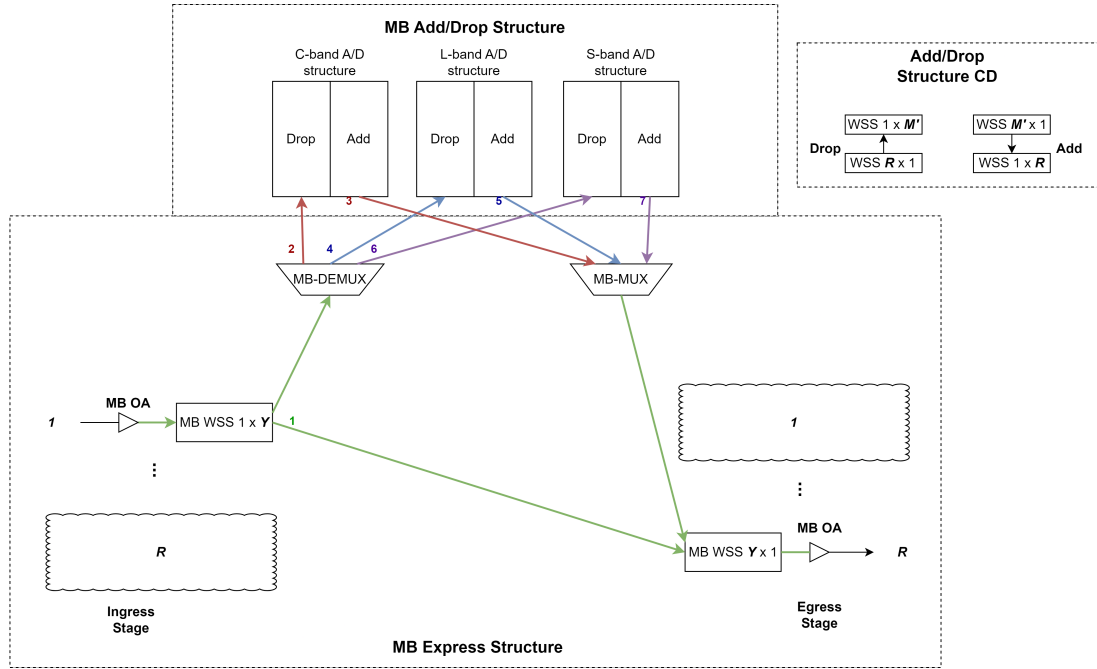 MB Add/Drop Structure
C-band A/D
structure
L-band A/D
structure
S-band A/D
structure
Drop
Add
Drop
Add
Drop
Add
Add/Drop
Structure CD
WSS 1 x M'
WSS M' x 1
Drop
Add
WSS R x 1
WSS 1 x R
3
5
7
2
4
6
MB-DEMUX
MB-MUX
MB OA
1
MB WSS 1 x Y
1
1
R
MB OA
MB WSS Y x 1
R
Ingress
Stage
Egress
Stage
MB Express Structure